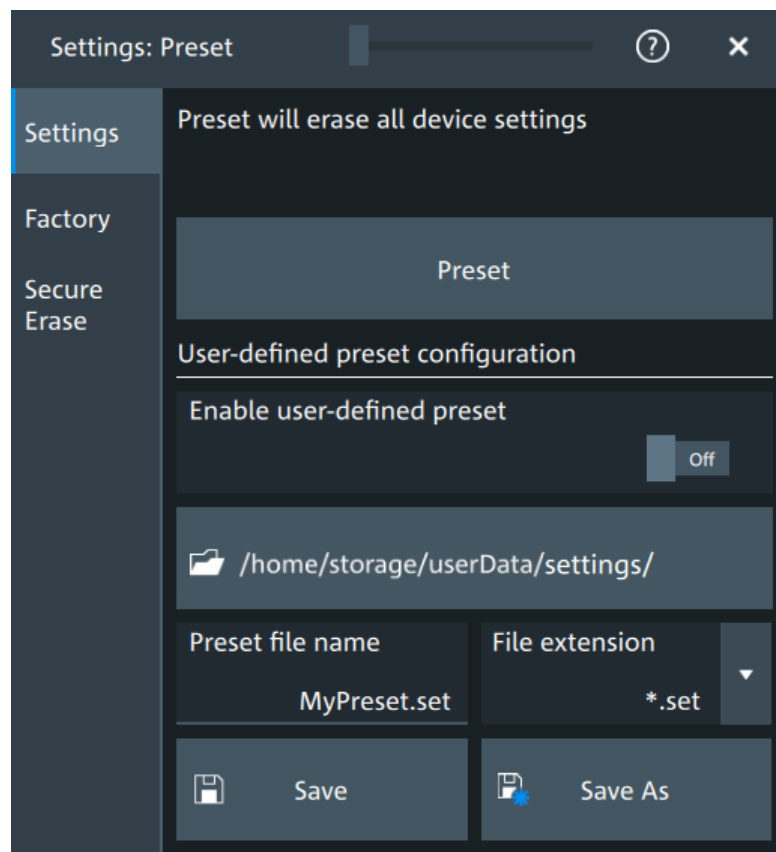 Settings: Preset
?
×
Settings
Factory
Secure
Erase
Preset will erase all device settings
Preset
User-defined preset configuration
Enable user-defined preset
Off
/home/storage/userData/settings/
Preset file name
MyPreset.set
File extension
*.set
Save
Save As